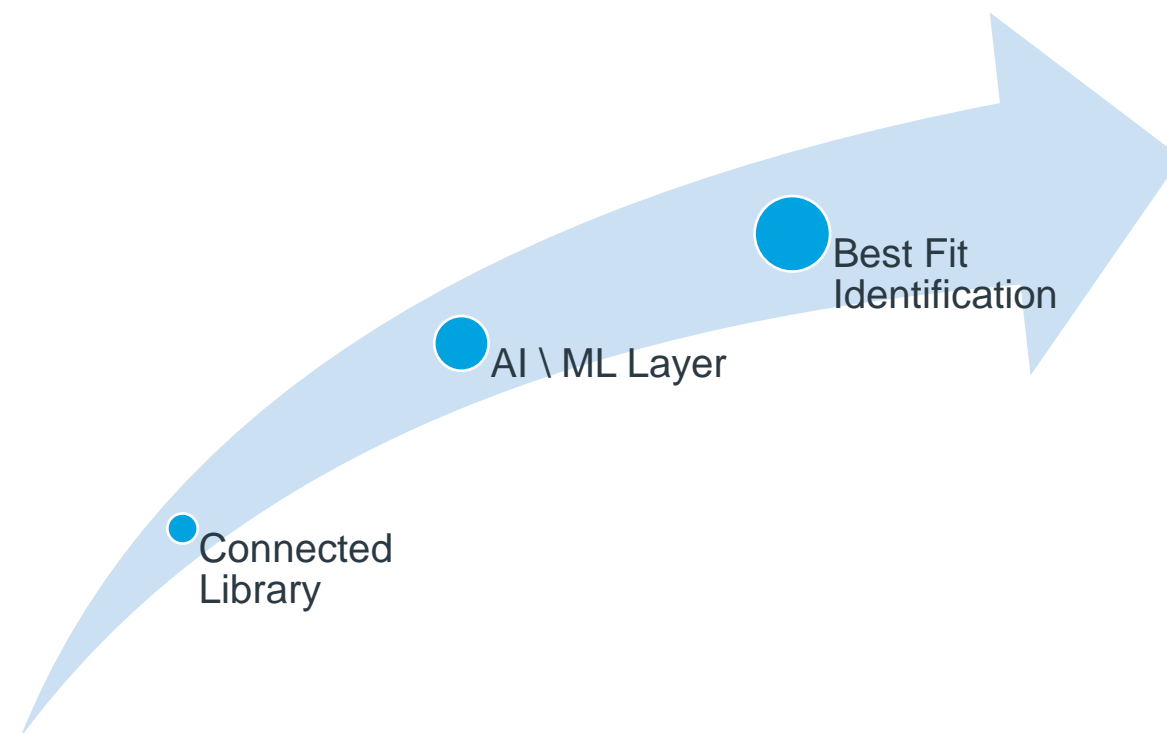 Best Fit
Identification
AI \ ML Layer
Connected
Library